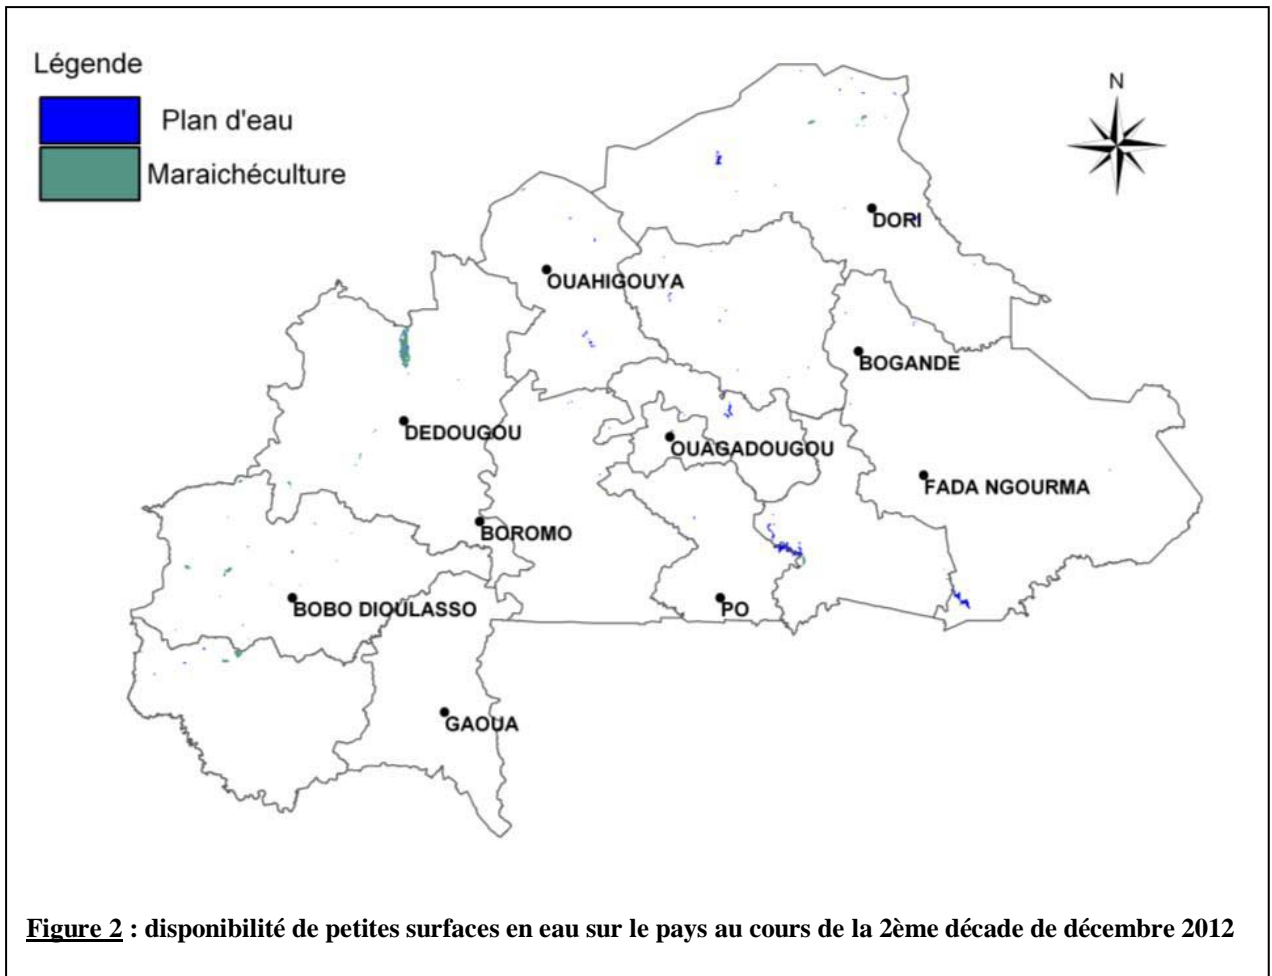 Légende
Plan d'eau
Maraichéculture
N
DORI
OUAHIGOUYA
BOGANDE
DEDOUGOU
OUAGADOUGOU
FADA NGOURMA
BOROMO
BOBO DIOULASSO
PO
GAOUA
Figure 2 : disponibilité de petites surfaces en eau sur le pays au cours de la 2ème décade de décembre 2012